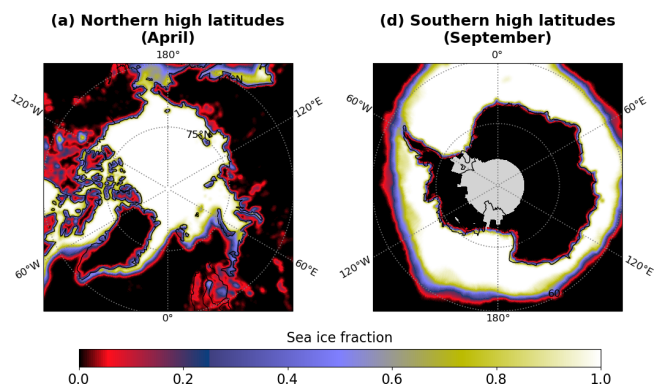 (a) Northern high latitudes
(April)
(d) Southern high latitudes
(September)
180°
0°
120°W
120°E
60°W
60°E
75°N
60°W
60°E
0°
120°W
120°E
180°
Sea ice fraction
0.0 0.2 0.4 0.6 0.8 1.0